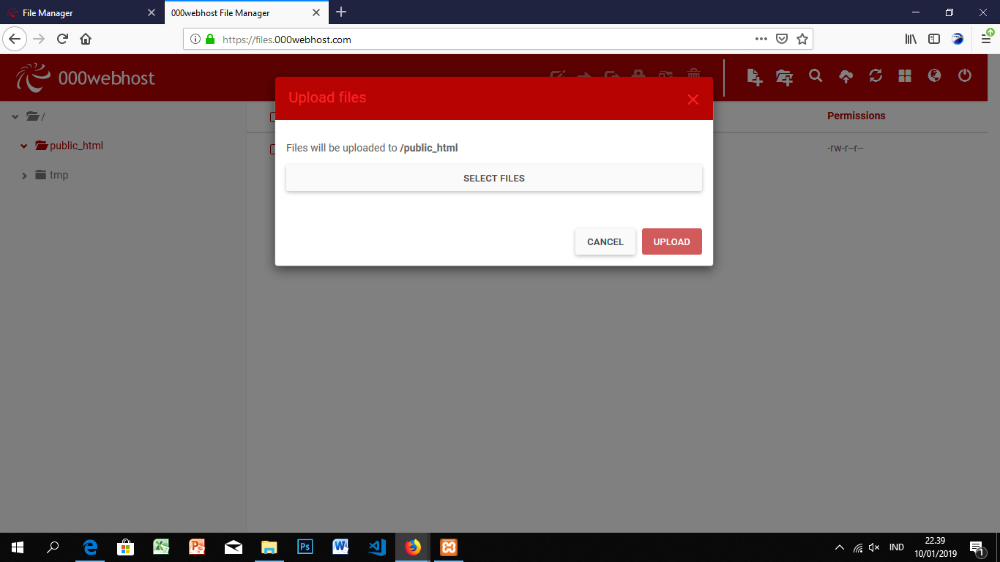 File Manager
000webhost File Manager
https://files.000webhost.com
000webhost
Upload files
/
Permissions
public_html
Files will be uploaded to /public_html
-rw-r--r--
tmp
SELECT FILES
CANCEL
UPLOAD
IND
22.39
10/01/2019
1